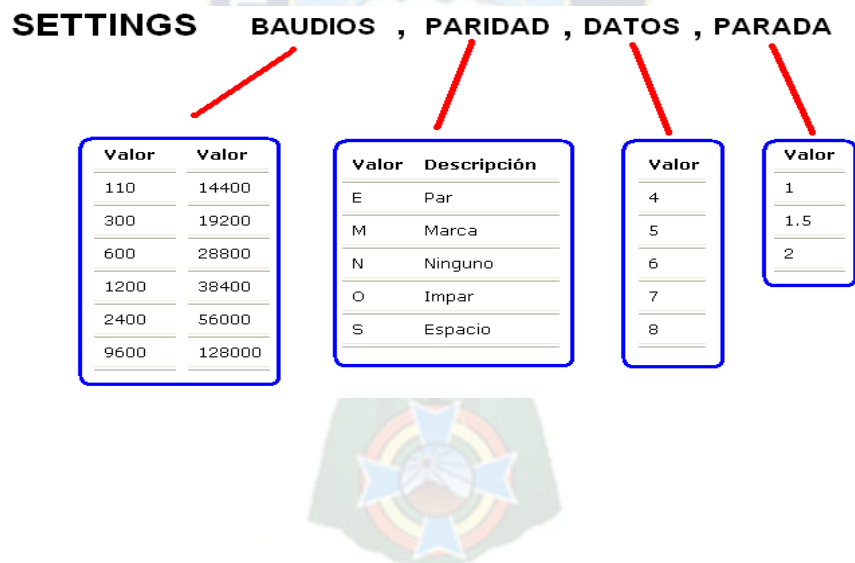 SETTINGS BAUDIOS , PARIDAD , DATOS , PARADA
Valor Valor
110 14400
300 19200
600 28800
1200 38400
2400 56000
9600 128000
Valor Descripción
E Par
M Marca
N Ninguno
O Impar
S Espacio
Valor
4
5
6
7
8
Valor
1
1.5
2